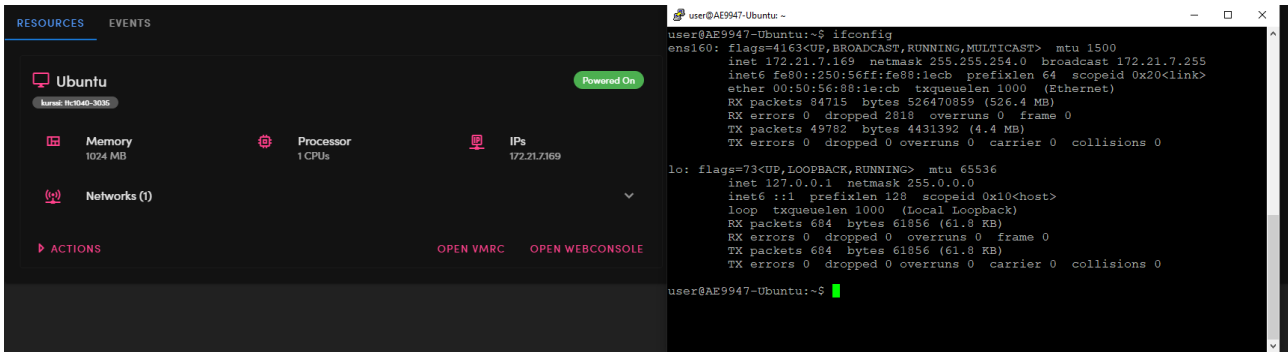 RESOURCES EVENTS
Ubuntu
Powered On
kurssi: ttc1040-3035
Memory
1024 MB
Processor
1 CPUs
IPs
172.21.7.169
Networks (1)
ACTIONS
OPEN VMRC OPEN WEBCONSOLE
user@AE9947-Ubuntu: ~
user@AE9947-Ubuntu:~$ ifconfig
ens160: flags=4163<UP,BROADCAST,RUNNING,MULTICAST>  mtu 1500
        inet 172.21.7.169  netmask 255.255.254.0  broadcast 172.21.7.255
        inet6 fe80::250:56ff:fe88:1ecb  prefixlen 64  scopeid 0x20<link>
        ether 00:50:56:88:1e:cb  txqueuelen 1000  (Ethernet)
        RX packets 84715  bytes 526470859 (526.4 MB)
        RX errors 0  dropped 2818  overruns 0  frame 0
        TX packets 49782  bytes 4431392 (4.4 MB)
        TX errors 0  dropped 0 overruns 0  carrier 0  collisions 0
lo: flags=73<UP,LOOPBACK,RUNNING>  mtu 65536
        inet 127.0.0.1  netmask 255.0.0.0
        inet6 ::1  prefixlen 128  scopeid 0x10<host>
        loop  txqueuelen 1000  (Local Loopback)
        RX packets 684  bytes 61856 (61.8 KB)
        RX errors 0  dropped 0  overruns 0  frame 0
        TX packets 684  bytes 61856 (61.8 KB)
        TX errors 0  dropped 0 overruns 0  carrier 0  collisions 0
user@AE9947-Ubuntu:~$